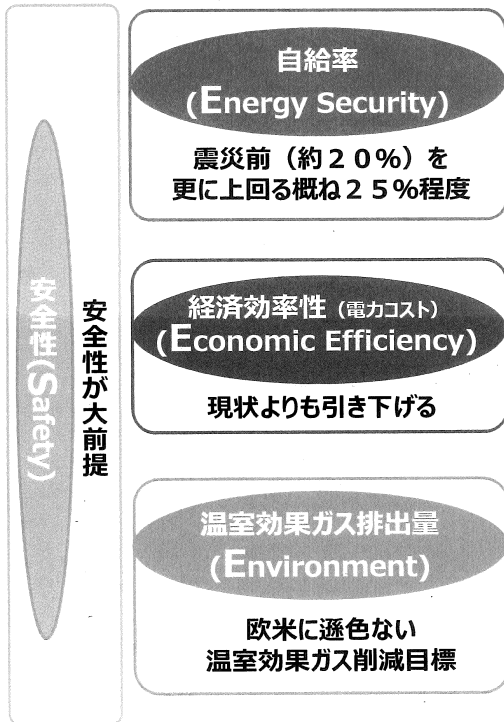 安全性(Safety)
安全性が大前提
自給率
(Energy Security)
震災前（約２０％）を
更に上回る概ね２５％程度
経済効率性（電力コスト）
(Economic Efficiency)
現状よりも引き下げる
温室効果ガス排出量
(Environment)
欧米に遜色ない
温室効果ガス削減目標